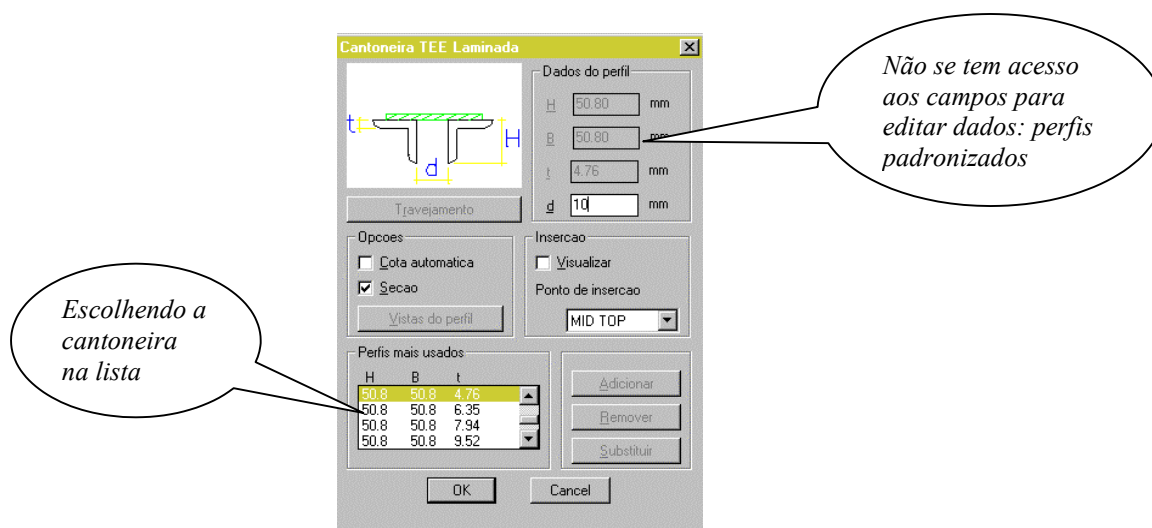 Cantoneira TEE Laminada
t
H
d
Travejamento
Dados do perfil
H 50.80 mm
B 50.80 mm
t 4.76 mm
d 10 mm
Opcoes
Cota automatica
Secao
Vistas do perfil
Insercao
Visualizar
Ponto de insercao
MID TOP
Perfis mais usados
H B t
50.8 50.8 4.76
50.8 50.8 6.35
50.8 50.8 7.94
50.8 50.8 9.52
Adicionar
Remover
Substituir
OK
Cancel
Não se tem acesso
aos campos para
editar dados: perfis
padronizados
Escolhendo a
cantoneira
na lista